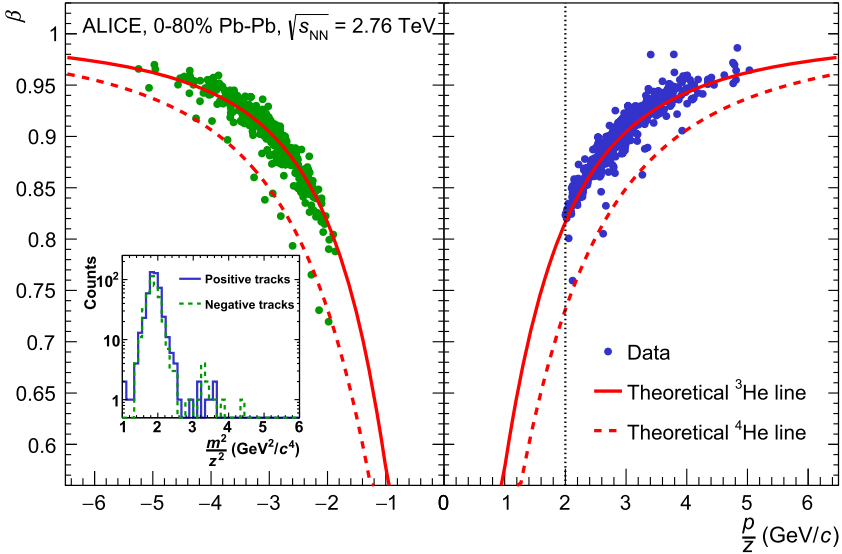 β
ALICE, 0-80% Pb-Pb, √sNN = 2.76 TeV
1
0.95
0.9
0.85
0.8
0.75
0.7
0.65
0.6
Counts
10²
10
1
Positive tracks
Negative tracks
1 2 3 4 5 6
m²/z² (GeV²/c⁴)
Data
Theoretical ³He line
Theoretical ⁴He line
−6 −5 −4 −3 −2 −1 0 1 2 3 4 5 6
p/z (GeV/c)